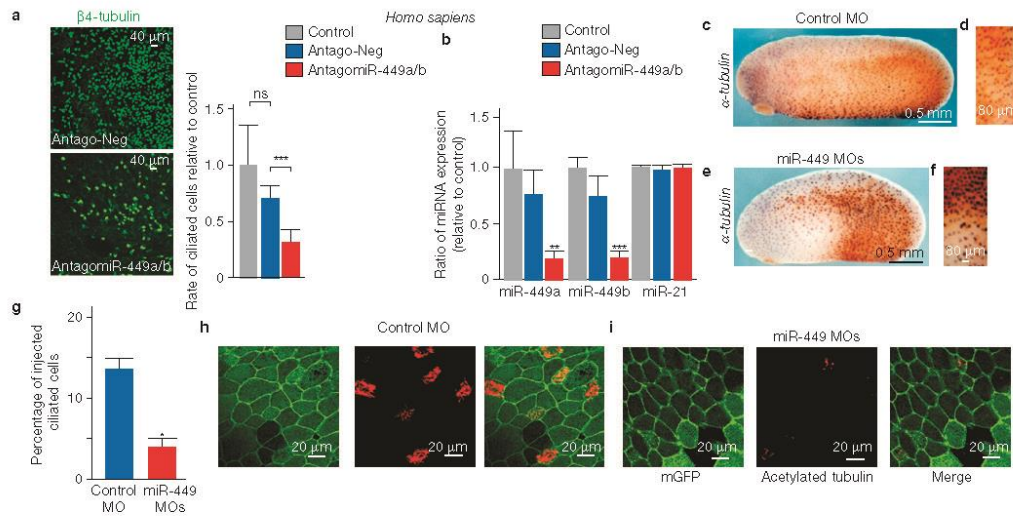 a
β4-tubulin
40 μm
Antago-Neg
40 μm
AntagomiR-449a/b
Homo sapiens
Control
Antago-Neg
AntagomiR-449a/b
Rate of ciliated cells relative to control
1.5
1.0
0.5
0
ns
***
b
Control
Antago-Neg
AntagomiR-449a/b
Ratio of miRNA expression
(relative to control)
1.5
1.0
0.5
0
**
***
miR-449a
miR-449b
miR-21
c
Control MO
α-tubulin
0.5 mm
d
80 μm
e
miR-449 MOs
α-tubulin
0.5 mm
f
80 μm
g
Percentage of injected
ciliated cells
20
15
9
0
*
Control
MO
miR-449
MOs
h
Control MO
20 μm
20 μm
20 μm
i
miR-449 MOs
20 μm
20 μm
20 μm
mGFP
Acetylated tubulin
Merge